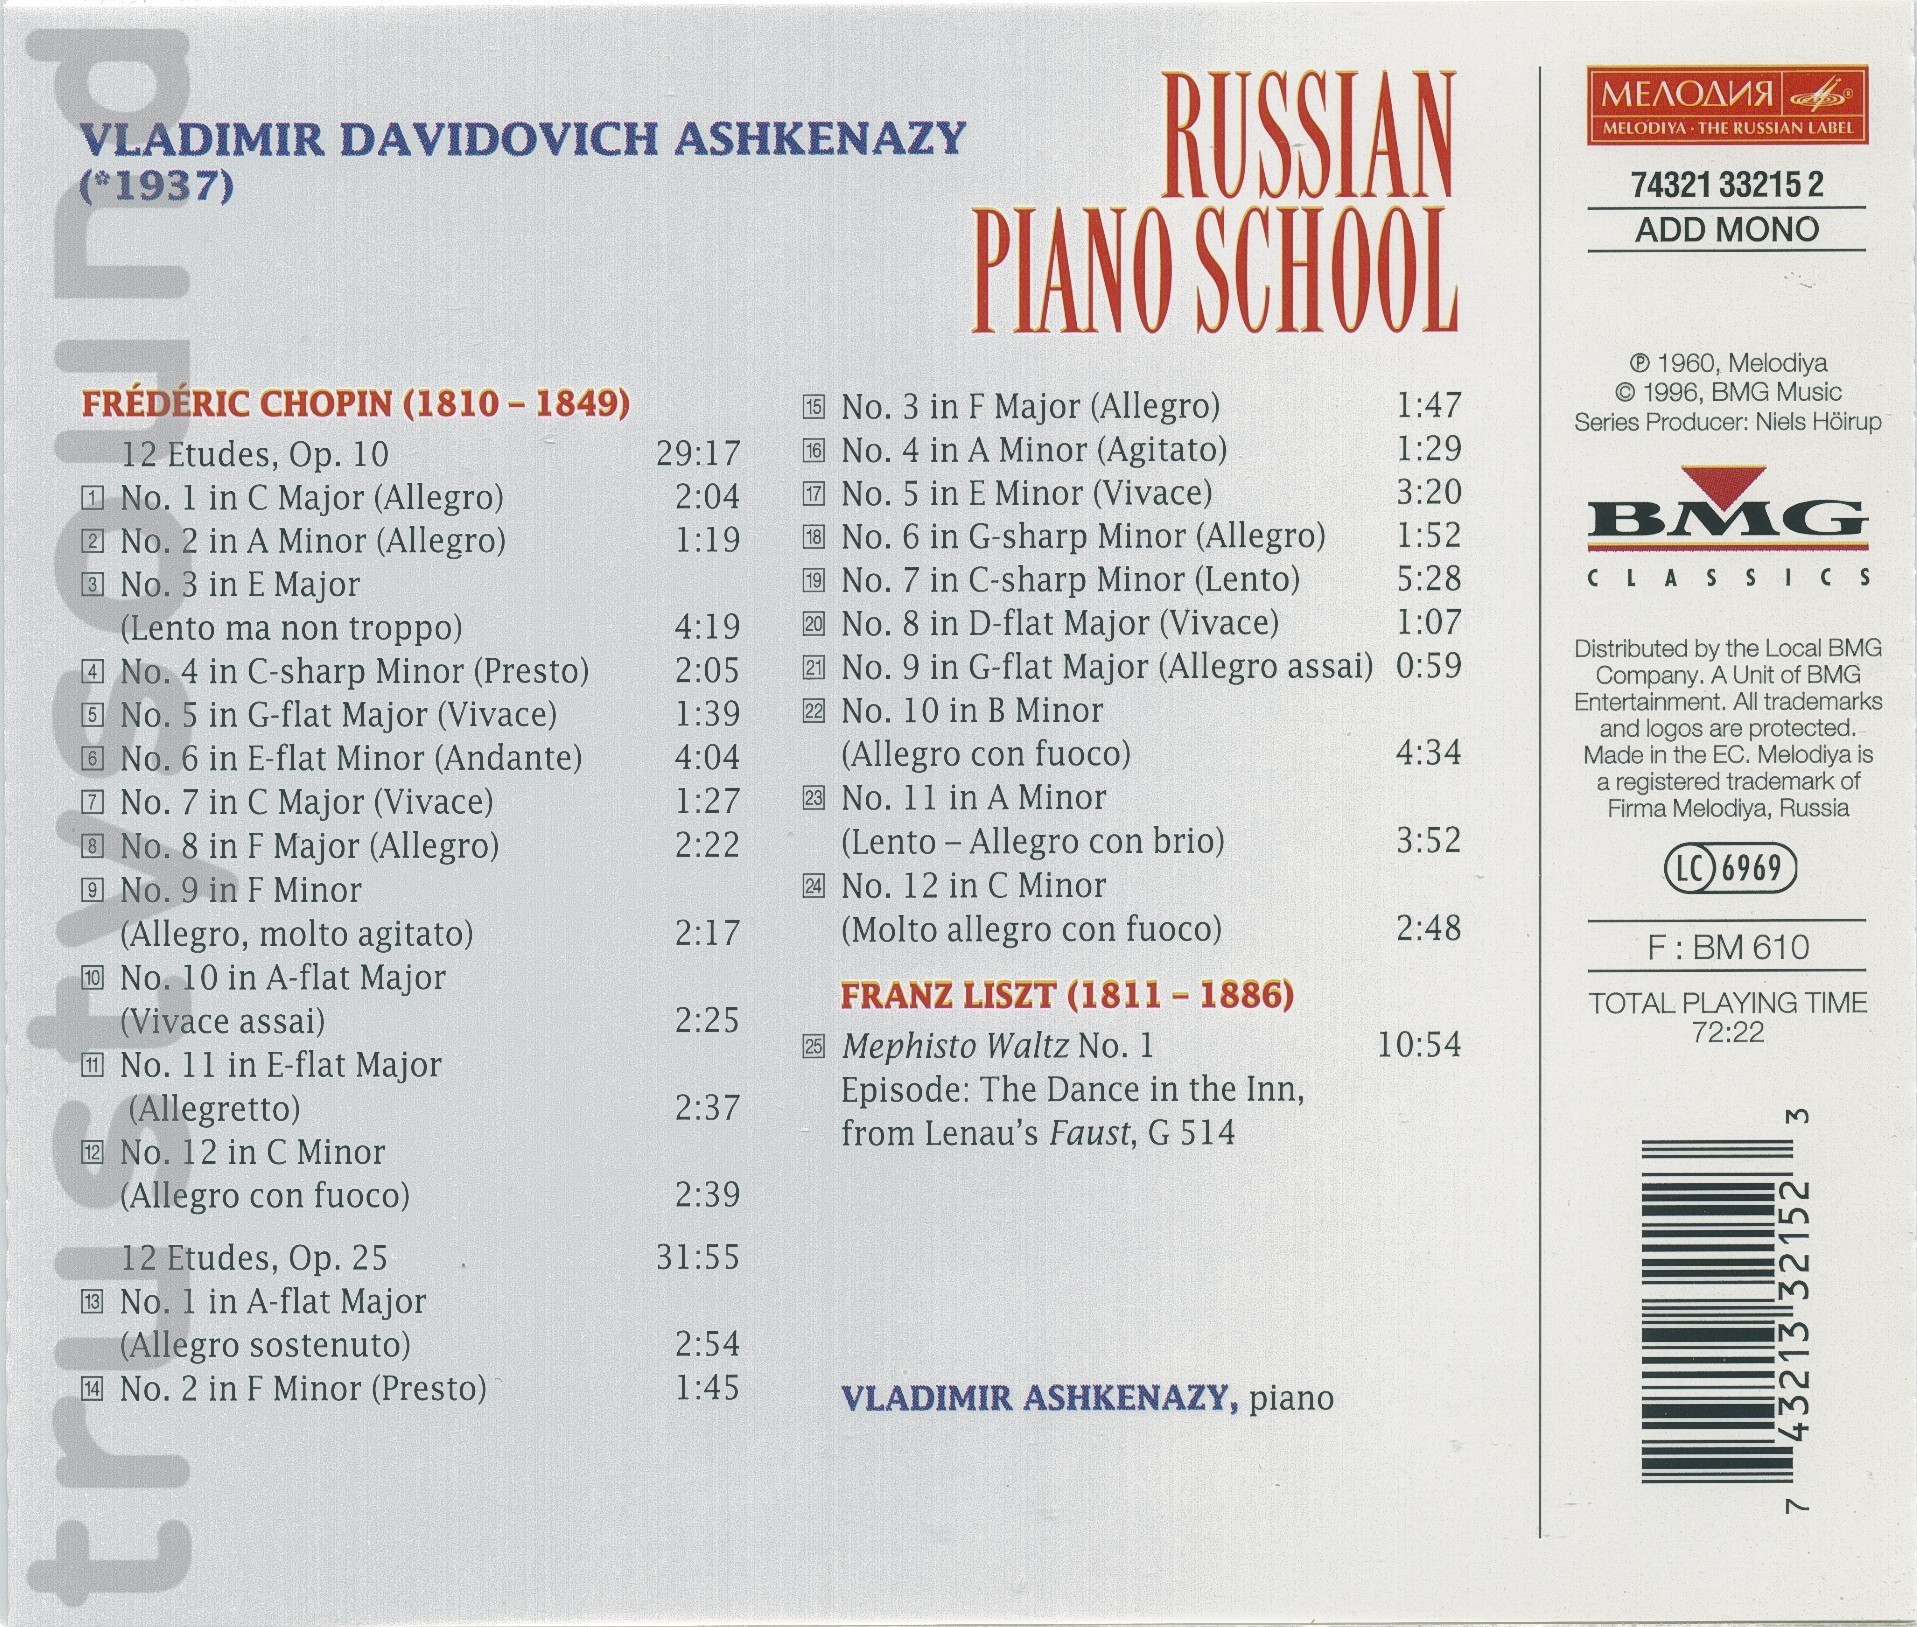 trustysound
VLADIMIR DAVIDOVICH ASHKENAZY
(*1937)
RUSSIAN
PIANO SCHOOL
FRÉDÉRIC CHOPIN (1810 – 1849)
12 Etudes, Op. 10 29:17
1 No. 1 in C Major (Allegro) 2:04
2 No. 2 in A Minor (Allegro) 1:19
3 No. 3 in E Major
(Lento ma non troppo) 4:19
4 No. 4 in C-sharp Minor (Presto) 2:05
5 No. 5 in G-flat Major (Vivace) 1:39
6 No. 6 in E-flat Minor (Andante) 4:04
7 No. 7 in C Major (Vivace) 1:27
8 No. 8 in F Major (Allegro) 2:22
9 No. 9 in F Minor
(Allegro, molto agitato) 2:17
10 No. 10 in A-flat Major
(Vivace assai) 2:25
11 No. 11 in E-flat Major
(Allegretto) 2:37
12 No. 12 in C Minor
(Allegro con fuoco) 2:39
12 Etudes, Op. 25 31:55
13 No. 1 in A-flat Major
(Allegro sostenuto) 2:54
14 No. 2 in F Minor (Presto) 1:45
15 No. 3 in F Major (Allegro) 1:47
16 No. 4 in A Minor (Agitato) 1:29
17 No. 5 in E Minor (Vivace) 3:20
18 No. 6 in G-sharp Minor (Allegro) 1:52
19 No. 7 in C-sharp Minor (Lento) 5:28
20 No. 8 in D-flat Major (Vivace) 1:07
21 No. 9 in G-flat Major (Allegro assai) 0:59
22 No. 10 in B Minor
(Allegro con fuoco) 4:34
23 No. 11 in A Minor
(Lento – Allegro con brio) 3:52
24 No. 12 in C Minor
(Molto allegro con fuoco) 2:48
FRANZ LISZT (1811 – 1886)
25 Mephisto Waltz No. 1 10:54
Episode: The Dance in the Inn,
from Lenau's Faust, G 514
VLADIMIR ASHKENAZY, piano
МЕЛОДИЯ ®
MELODIYA · THE RUSSIAN LABEL
74321 33215 2
ADD MONO
℗ 1960, Melodiya
© 1996, BMG Music
Series Producer: Niels Höirup
BMG
CLASSICS
Distributed by the Local BMG
Company. A Unit of BMG
Entertainment. All trademarks
and logos are protected.
Made in the EC. Melodiya is
a registered trademark of
Firma Melodiya, Russia
LC 6969
F : BM 610
TOTAL PLAYING TIME
72:22
7 43213 32152 3